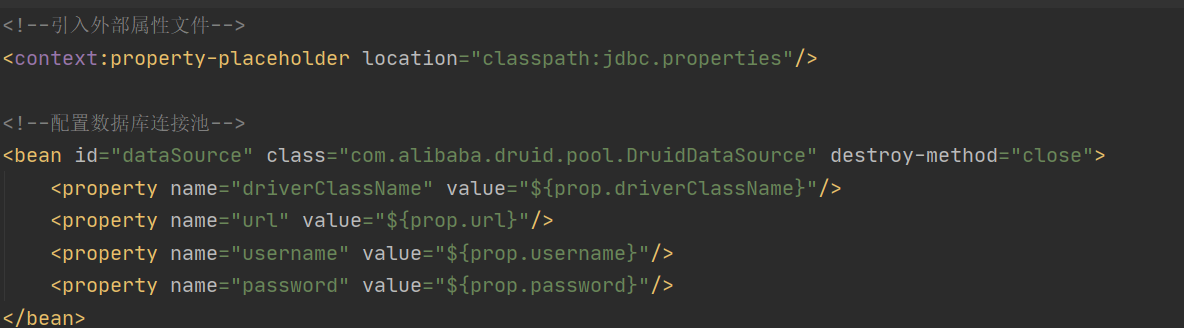 <!--引入外部属性文件-->
<context:property-placeholder location="classpath:jdbc.properties"/>
<!--配置数据库连接池-->
<bean id="dataSource" class="com.alibaba.druid.pool.DruidDataSource" destroy-method="close">
<property name="driverClassName" value="${prop.driverClassName}"/>
<property name="url" value="${prop.url}"/>
<property name="username" value="${prop.username}"/>
<property name="password" value="${prop.password}"/>
</bean>